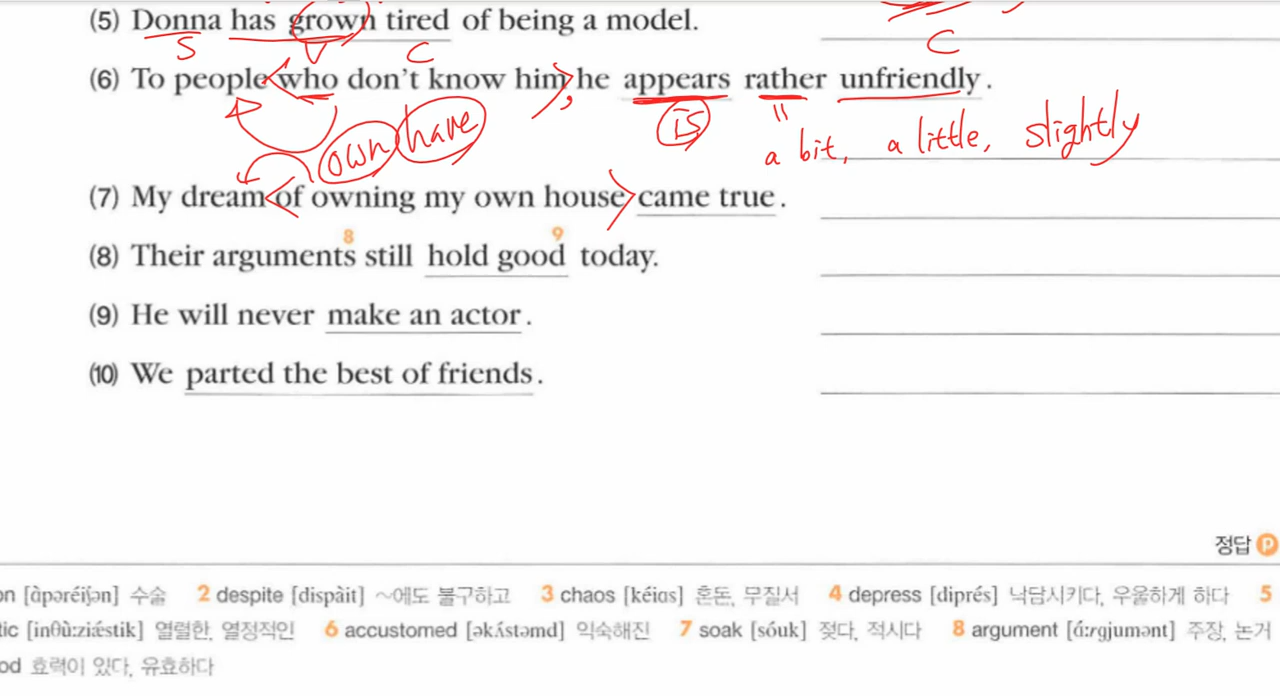 (5) Donna has grown tired of being a model.
S V C C
(6) To people who don't know him, he appears rather unfriendly.
own have is = a bit, a little, slightly
(7) My dream of owning my own house came true.
8 9
(8) Their arguments still hold good today.
(9) He will never make an actor.
(10) We parted the best of friends.
정답 P
on [àpəréiʃən] 수술 2 despite [dispàit] ~에도 불구하고 3 chaos [kéiɑs] 혼돈, 무질서 4 depress [diprés] 낙담시키다, 우울하게 하다 5
tic [inθù:ziǽstik] 열렬한, 열정적인 6 accustomed [əkʌ́stəmd] 익숙해진 7 soak [sóuk] 젖다, 적시다 8 argument [ɑ́:rgjumənt] 주장, 논거
od 효력이 있다, 유효하다